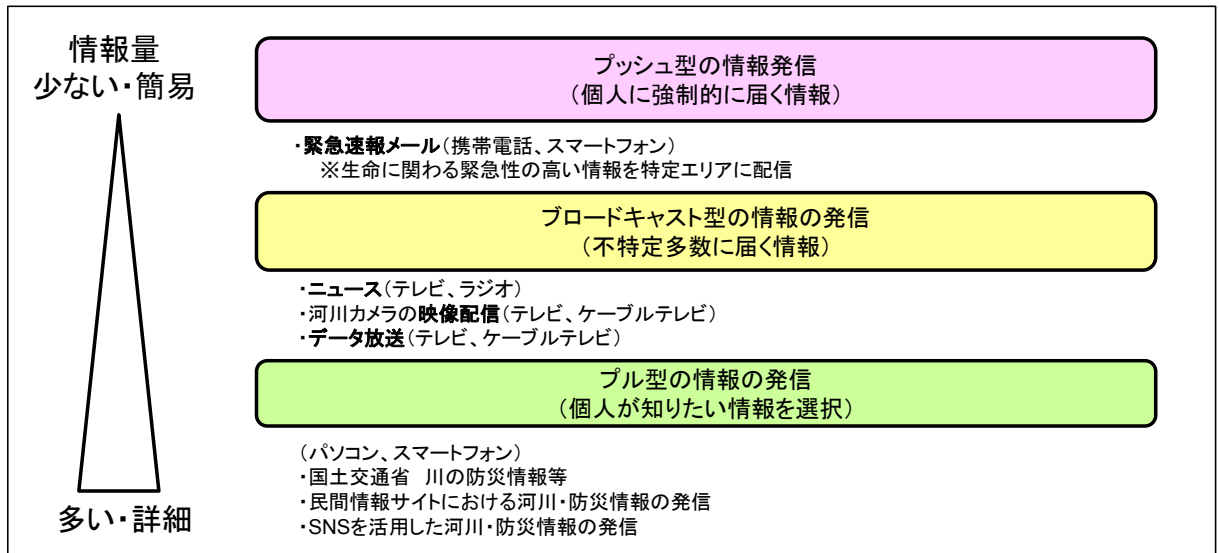 情報量
少ない・簡易
プッシュ型の情報発信
（個人に強制的に届く情報）
・緊急速報メール（携帯電話、スマートフォン）
※生命に関わる緊急性の高い情報を特定エリアに配信
ブロードキャスト型の情報の発信
（不特定多数に届く情報）
・ニュース（テレビ、ラジオ）
・河川カメラの映像配信（テレビ、ケーブルテレビ）
・データ放送（テレビ、ケーブルテレビ）
プル型の情報の発信
（個人が知りたい情報を選択）
（パソコン、スマートフォン）
・国土交通省　川の防災情報等
・民間情報サイトにおける河川・防災情報の発信
・SNSを活用した河川・防災情報の発信
多い・詳細